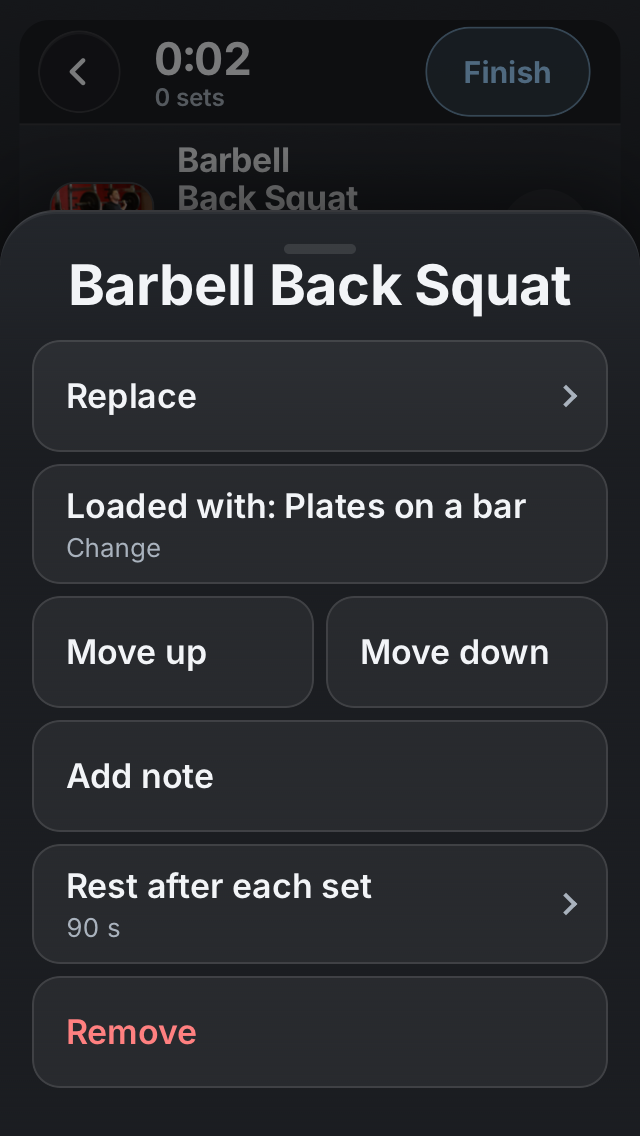 0:02
0 sets
Finish
Barbell
Back Squat
Barbell Back Squat
Replace
Loaded with: Plates on a bar
Change
Move up
Move down
Add note
Rest after each set
90 s
Remove